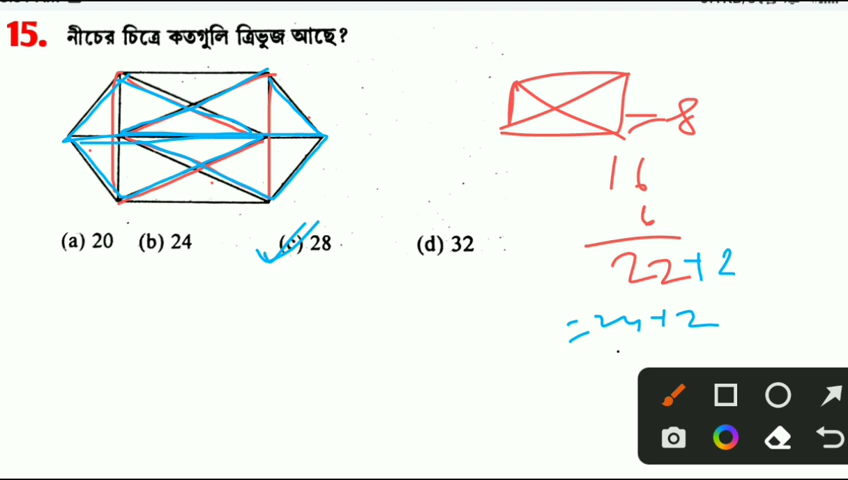 15. নীচের চিত্রে কতগুলি ত্রিভুজ আছে?
– 8
16
6
22+2
(a) 20 (b) 24 (c) 28 (d) 32
= 24+2